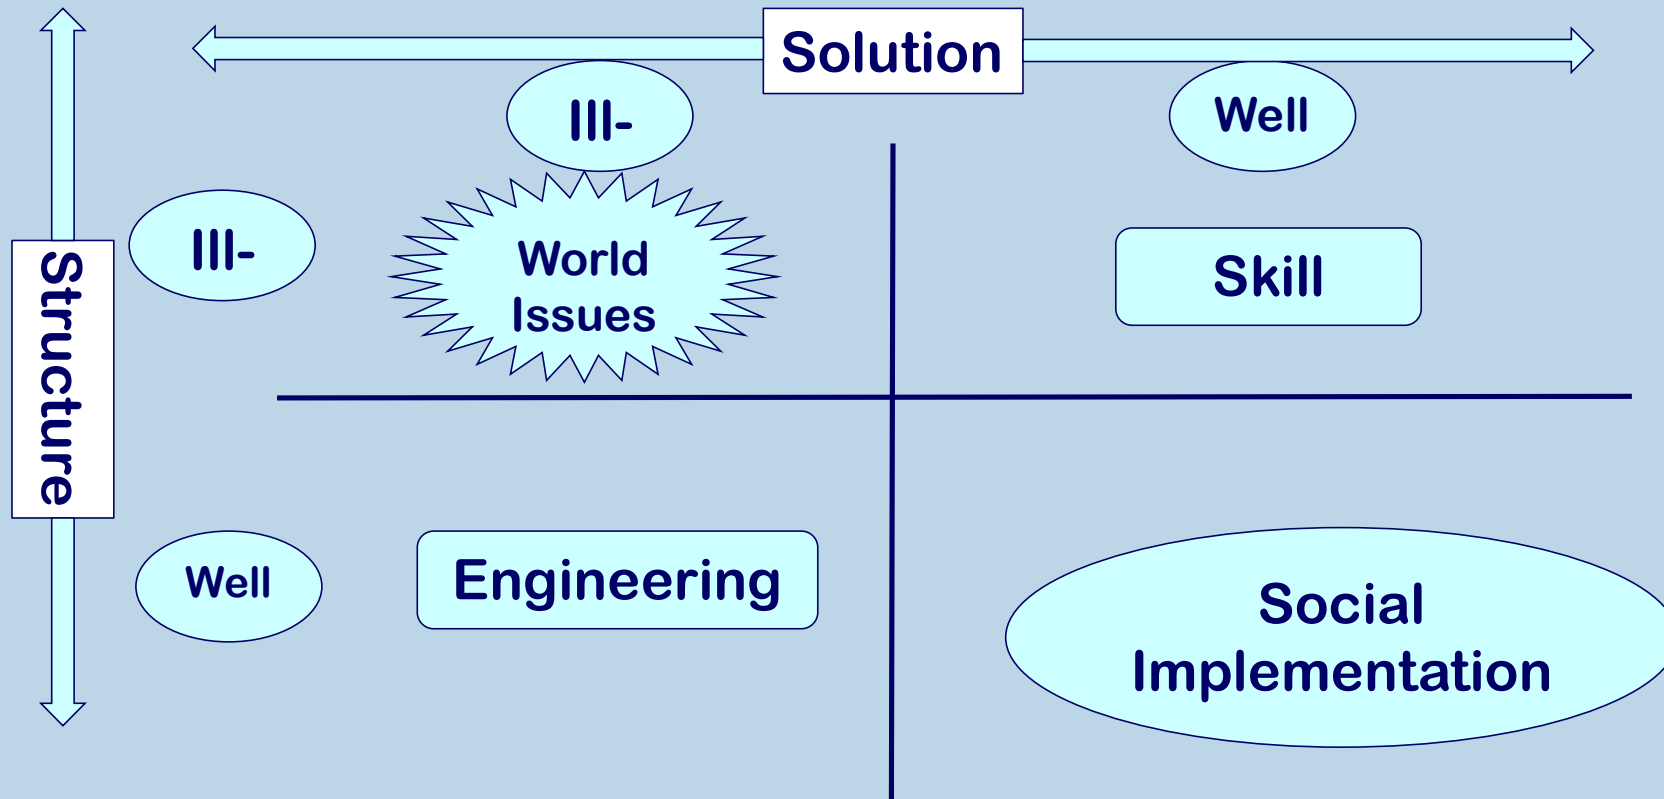 Solution
Ill-
Well
Ill-
World
Issues
Skill
Structure
Well
Engineering
Social
Implementation